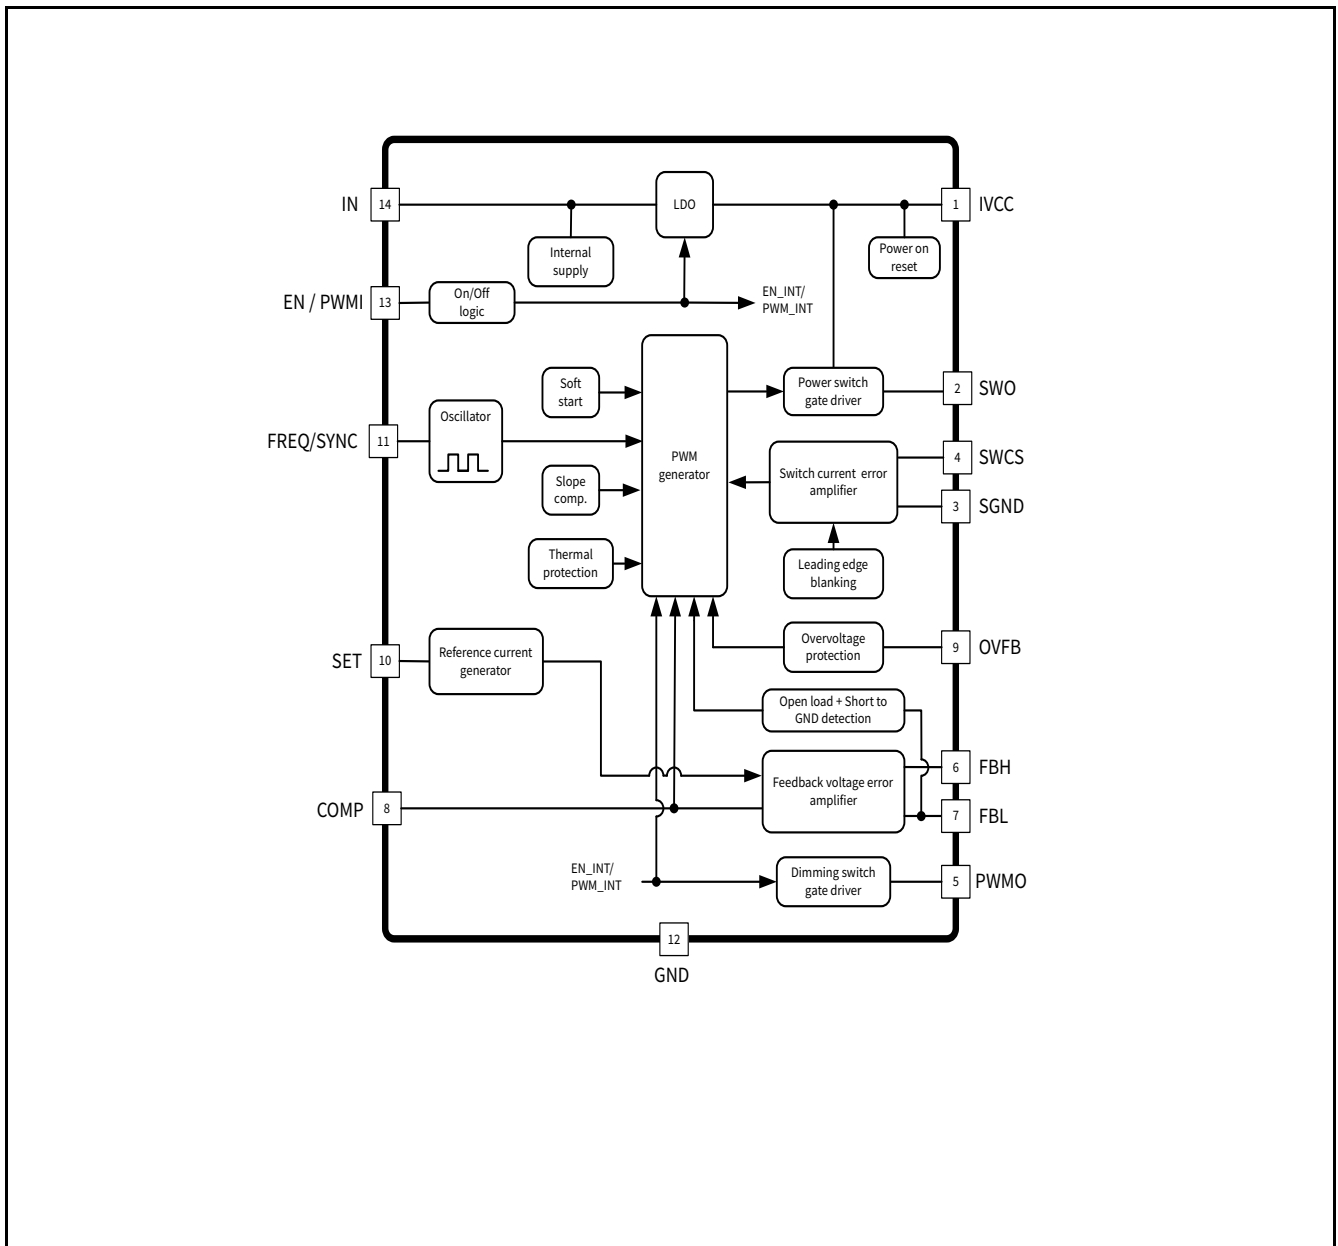 LDO
IN
14
1
IVCC
Internal
supply
Power on
reset
EN / PWMI
13
On/Off
logic
EN_INT/
PWM_INT
Soft
start
Power switch
gate driver
2
SWO
FREQ/SYNC
11
Oscillator
PWM
generator
Switch current error
amplifier
4
SWCS
3
SGND
Slope
comp.
Thermal
protection
Leading edge
blanking
SET
10
Reference current
generator
Overvoltage
protection
9
OVFB
Open load + Short to
GND detection
Feedback voltage error
amplifier
6
FBH
7
FBL
COMP
8
EN_INT/
PWM_INT
Dimming switch
gate driver
5
PWMO
12
GND